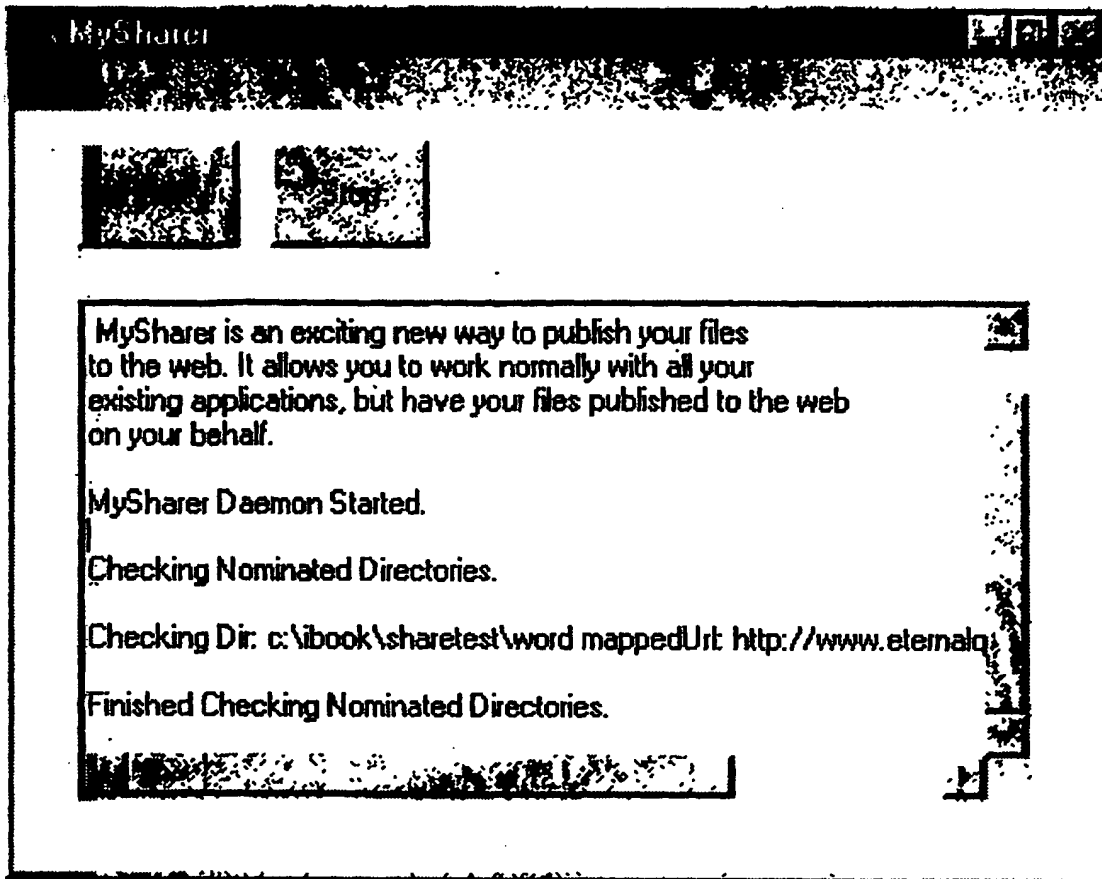 MySharer
Stop
MySharer is an exciting new way to publish your files
to the web. It allows you to work normally with all your
existing applications, but have your files published to the web
on your behalf.
MySharer Daemon Started.
Checking Nominated Directories.
Checking Dir: c:\ibook\sharetest\word mappedUrl: http://www.eternalq
Finished Checking Nominated Directories.